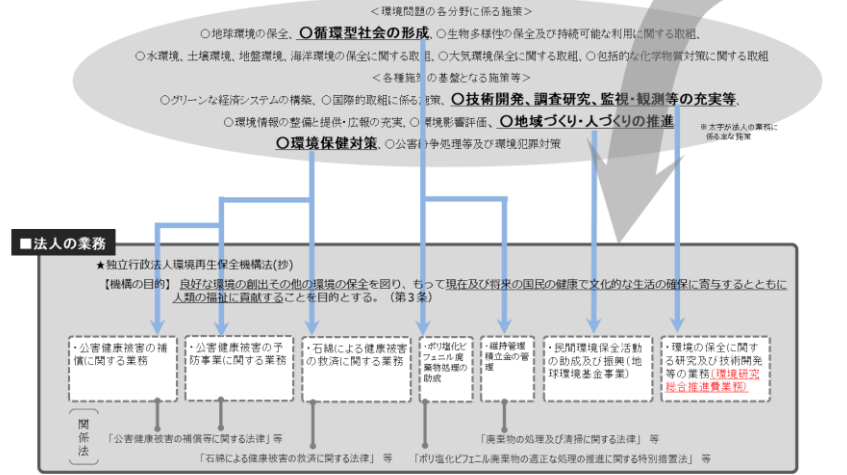 ＜環境問題の各分野に係る施策＞
○地球環境の保全、○循環型社会の形成、○生物多様性の保全及び持続可能な利用に関する取組、
○水環境、土壌環境、地盤環境、海洋環境の保全に関する取組、○大気環境保全に関する取組、○包括的な化学物質対策に関する取組
＜各種施策の基盤となる施策等＞
○グリーンな経済システムの構築、○国際的取組に係る施策、○技術開発、調査研究、監視・観測等の充実等、
○環境情報の整備と提供・広報の充実、○環境影響評価、○地域づくり・人づくりの推進
※太字が法人の業務に
係る主な施策
○環境保健対策、○公害紛争処理等及び環境犯罪対策
■法人の業務
★独立行政法人環境再生保全機構法(抄)
【機構の目的】 良好な環境の創出その他の環境の保全を図り、もって現在及び将来の国民の健康で文化的な生活の確保に寄与するとともに
人類の福祉に貢献することを目的とする。（第３条）
・公害健康被害の補
償に関する業務
・公害健康被害の予
防事業に関する業務
・石綿による健康被害
の救済に関する業務
・ポリ塩化ビ
フェニル廃
棄物処理の
助成
・維持管理
積立金の管
理
・民間環境保全活動
の助成及び振興(地
球環境基金事業)
・環境の保全に関す
る研究及び技術開発
等の業務(環境研究
総合推進費業務)
関係法
「公害健康被害の補償等に関する法律」等
「廃棄物の処理及び清掃に関する法律」 等
「石綿による健康被害の救済に関する法律」 等
「ポリ塩化ビフェニル廃棄物の適正な処理の推進に関する特別措置法」 等